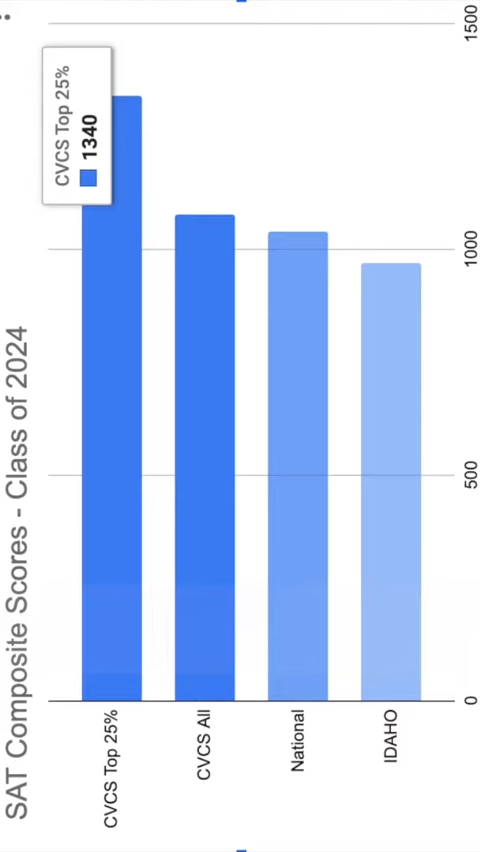 SAT Composite Scores - Class of 2024
CVCS Top 25%
1340
CVCS Top 25%
CVCS All
National
IDAHO
0
500
1000
1500